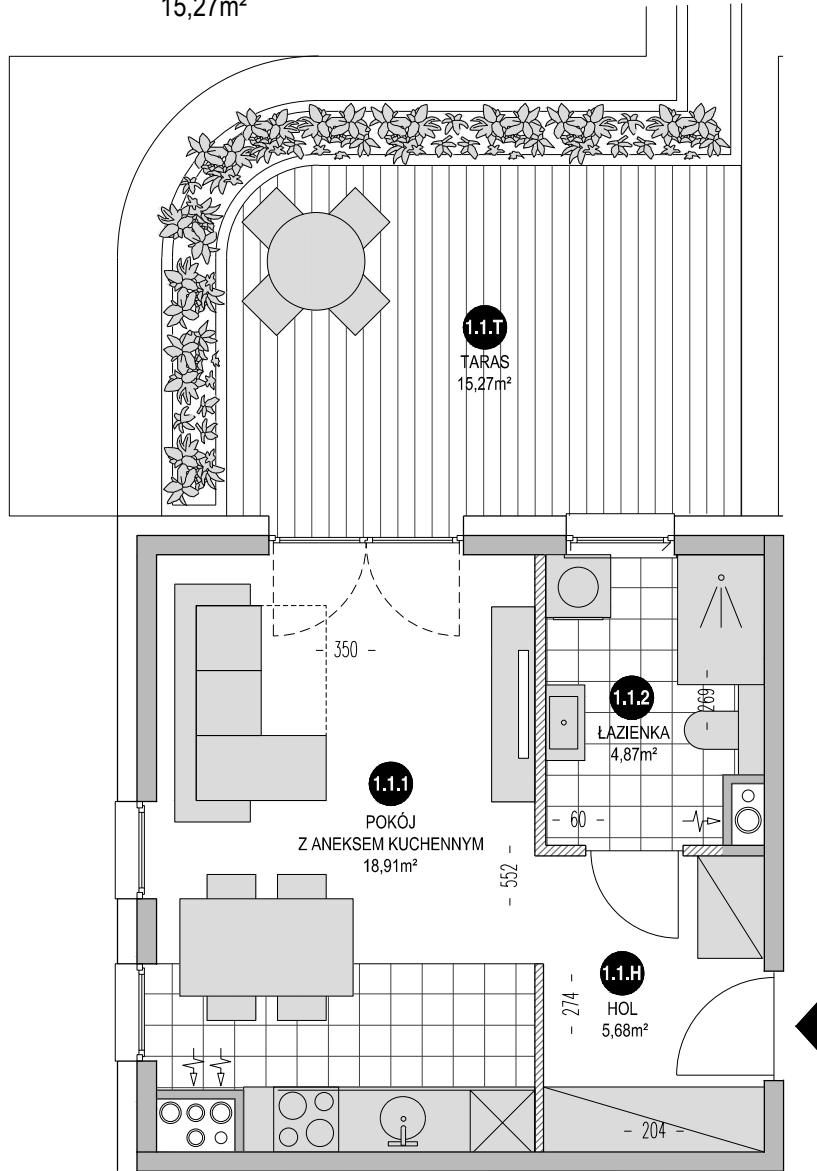 15,27m²
1.1.T
TARAS
15,27m²
- 350 -
1.1.2
ŁAZIENKA
4,87m²
- 269 -
1.1.1
POKÓJ
Z ANEKSEM KUCHENNYM
18,91m²
- 60 -
- 552 -
1.1.H
HOL
5,68m²
- 274 -
- 204 -